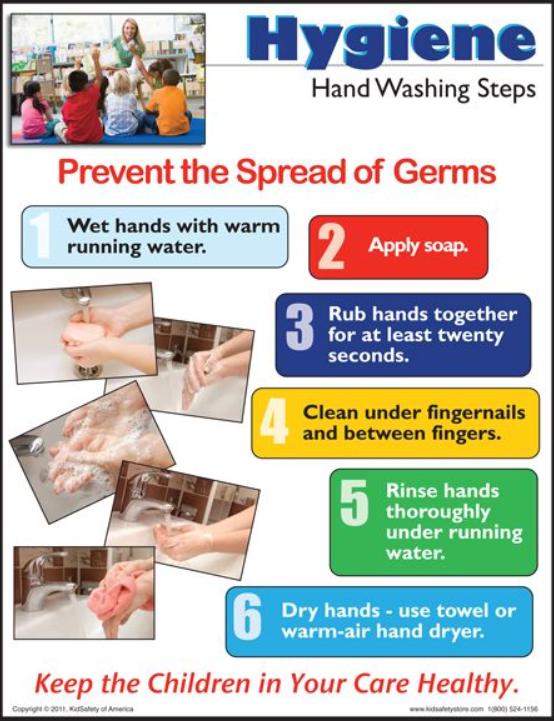 Hygiene
Hand Washing Steps
Prevent the Spread of Germs
1
Wet hands with warm
running water.
2
Apply soap.
3
Rub hands together
for at least twenty
seconds.
4
Clean under fingernails
and between fingers.
5
Rinse hands
thoroughly
under running
water.
6
Dry hands - use towel or
warm-air hand dryer.
Keep the Children in Your Care Healthy.
Copyright © 2011, KidSafety of America
www.kidsafetystore.com 1(800) 524-1156